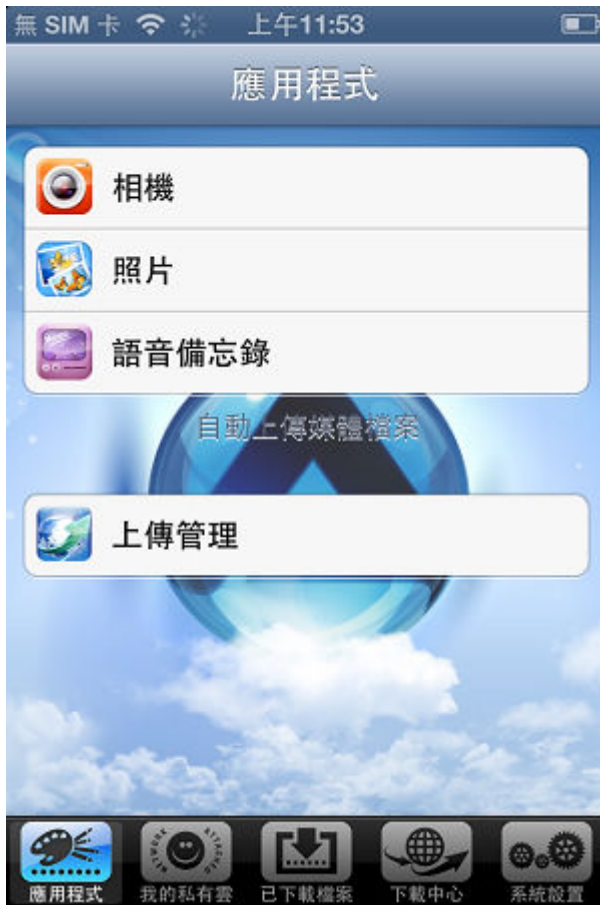 無 SIM 卡 上午11:53
應用程式
相機
照片
語音備忘錄
自動上傳媒體檔案
上傳管理
NETWORK ATTACHED
應用程式 我的私有雲 已下載檔案 下載中心 系統設置